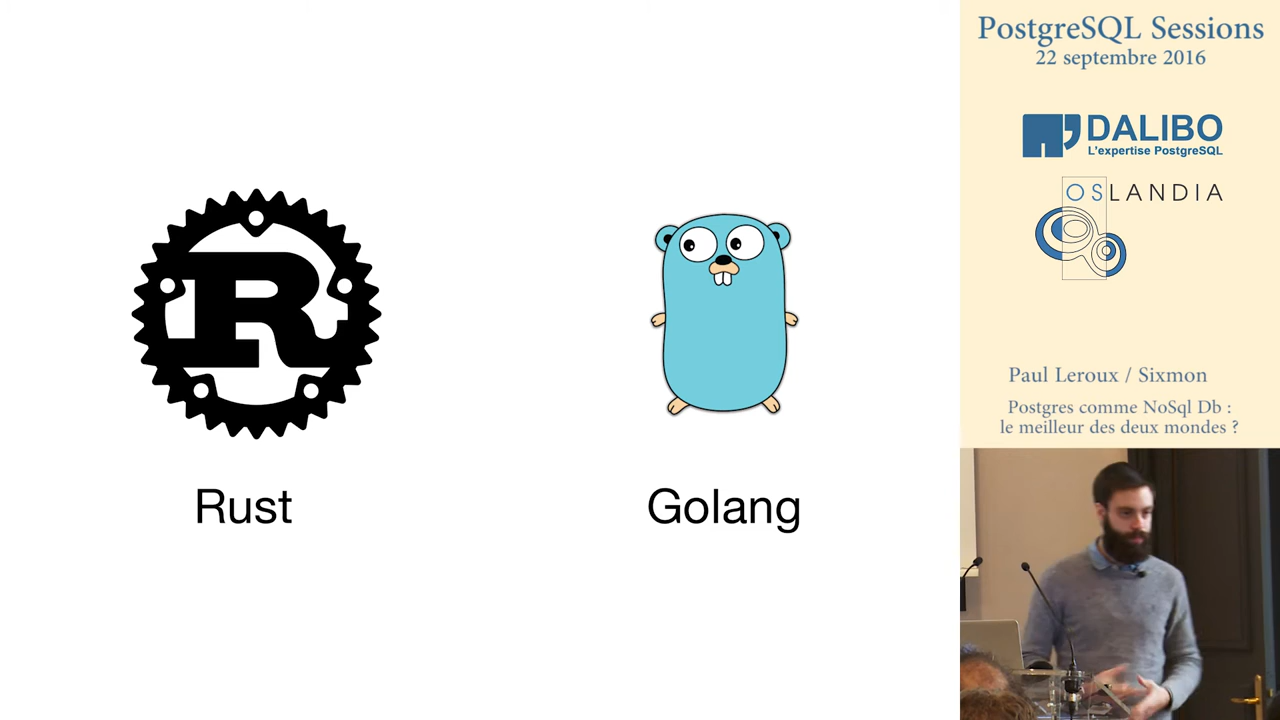 Rust
Golang
PostgreSQL Sessions
22 septembre 2016
DALIBO
L'expertise PostgreSQL
OSLANDIA
Paul Leroux / Sixmon
Postgres comme NoSql Db :
le meilleur des deux mondes ?